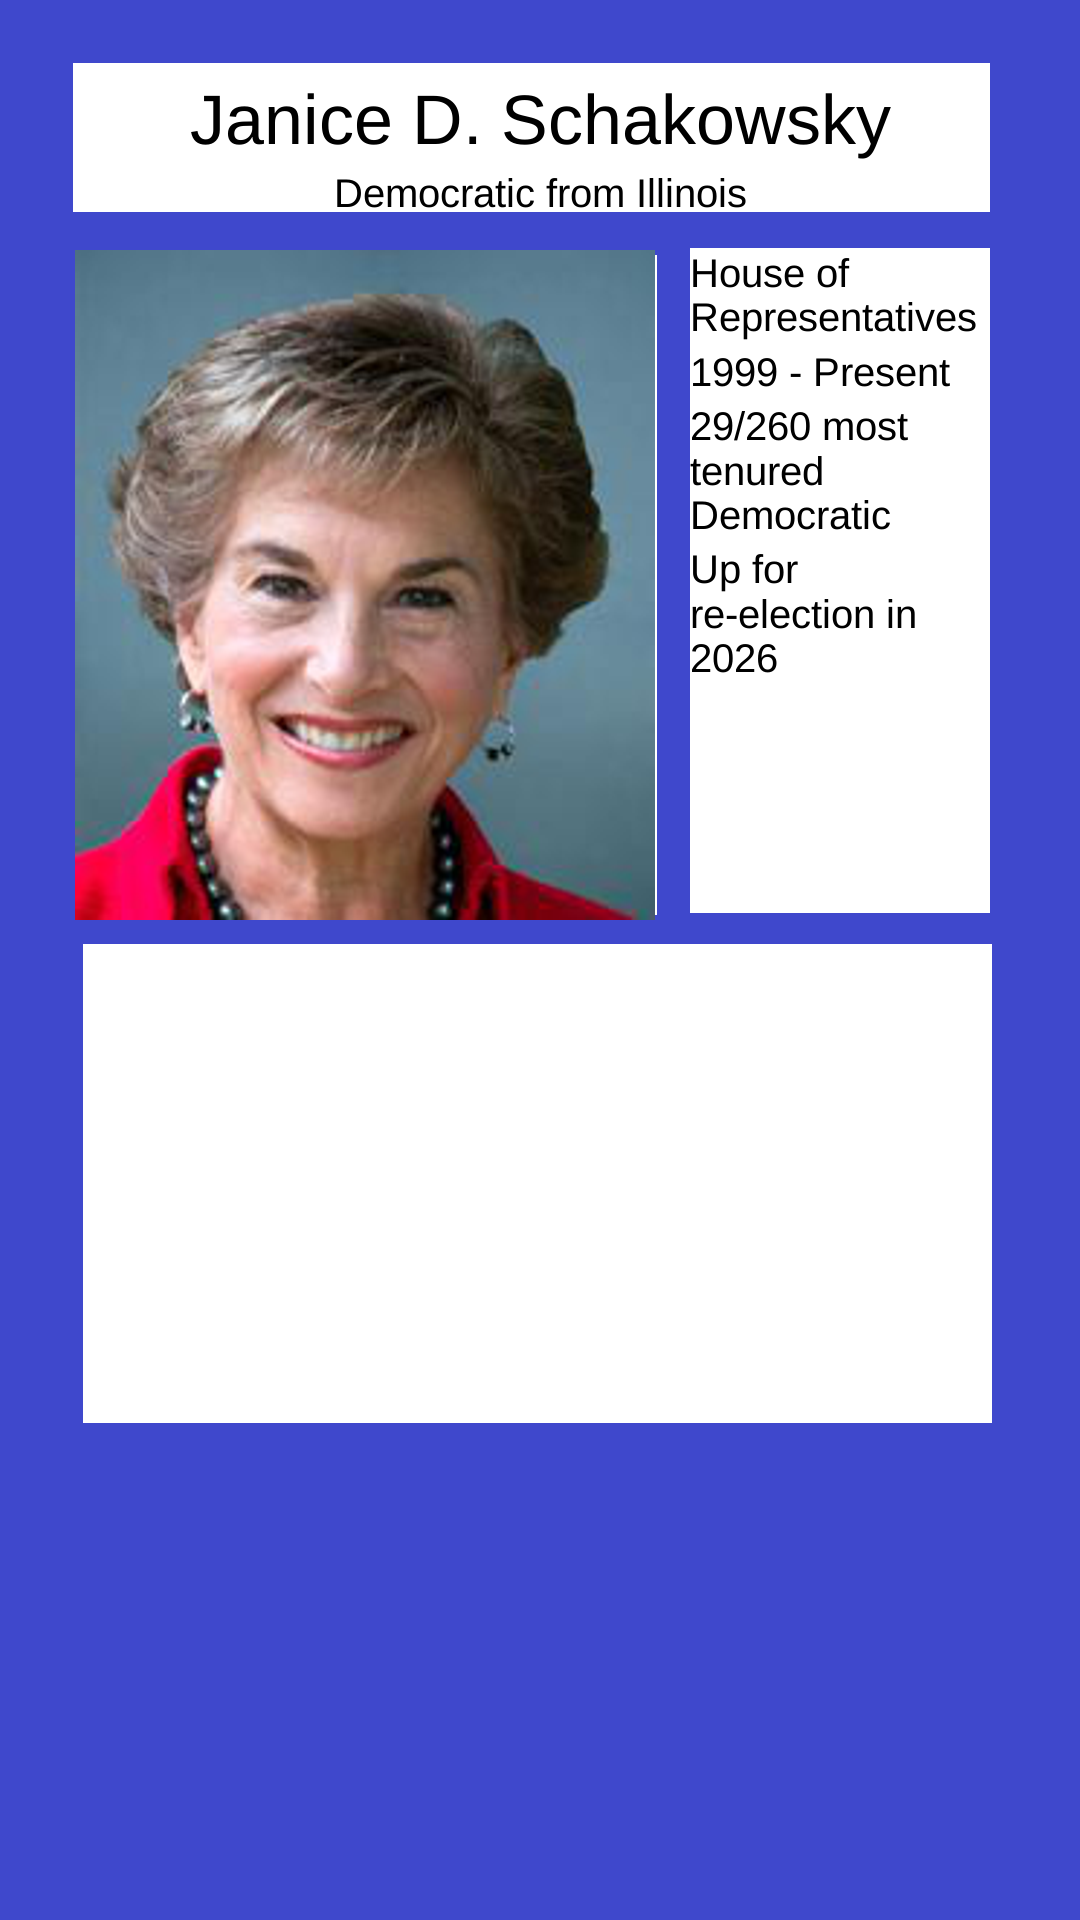 Janice D. Schakowsky
Democratic from Illinois
House of
Representatives
1999 - Present
29/260 most
tenured
Democratic
Up for
re-election in
2026